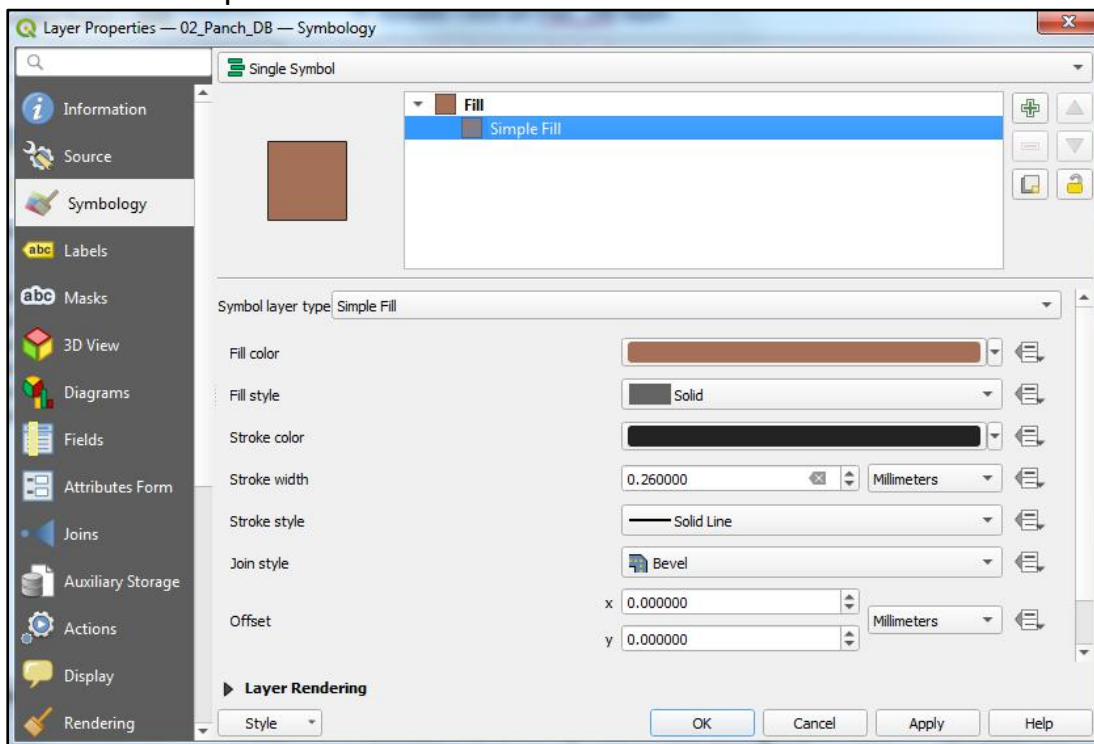 Layer Properties — 02_Panch_DB — Symbology
Single Symbol
Information
Source
Symbology
abc Labels
abc Masks
3D View
Diagrams
Fields
Attributes Form
Joins
Auxiliary Storage
Actions
Display
Rendering
Fill
Simple Fill
Symbol layer type Simple Fill
Fill color
Fill style Solid
Stroke color
Stroke width 0.260000 Millimeters
Stroke style Solid Line
Join style Bevel
Offset x 0.000000 Millimeters
y 0.000000
Layer Rendering
Style OK Cancel Apply Help